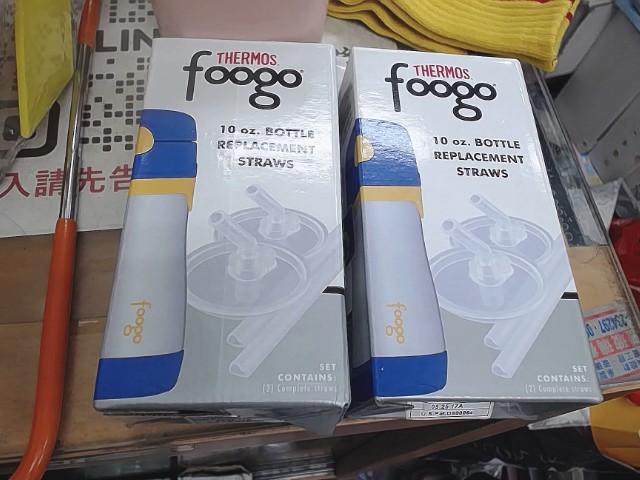 LIN
入請先告
THERMOS
foogo
10 oz. BOTTLE
REPLACEMENT
STRAWS
foogo
SET
CONTAINS:
(2) Complete straws
THERMOS
foogo
10 oz. BOTTLE
REPLACEMENT
STRAWS
foogo
SET
CONTAINS:
(2) Complete straws